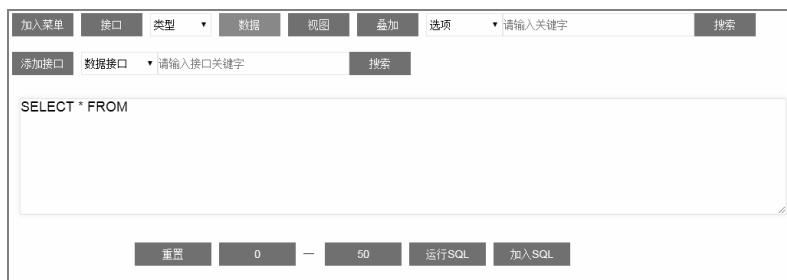 加入菜单 接口 类型 数据 视图 叠加 选项 请输入关键字 搜索
添加接口 数据接口 请输入接口关键字 搜索
SELECT * FROM
重置 0 — 50 运行SQL 加入SQL